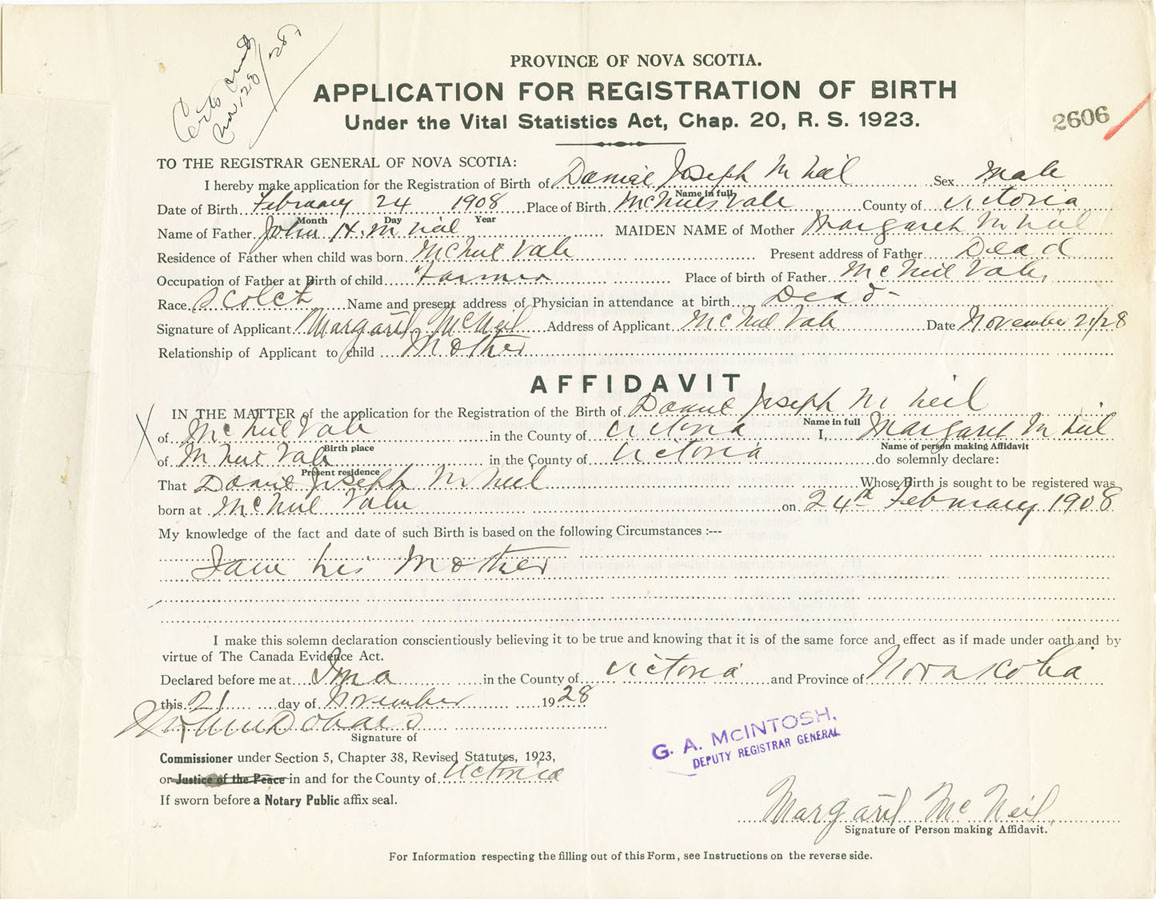 PROVINCE OF NOVA SCOTIA.
APPLICATION FOR REGISTRATION OF BIRTH
Under the Vital Statistics Act, Chap. 20, R. S. 1923.
2606
TO THE REGISTRAR GENERAL OF NOVA SCOTIA:
I hereby make application for the Registration of Birth of Daniel Joseph McNeil Sex Male
Name in full
Date of Birth February 24 1908 Place of Birth McNeils Vale County of Victoria
Month Day Year
Name of Father John H. McNeil MAIDEN NAME of Mother Margaret McNeil
Residence of Father when child was born McNeil Vale Present address of Father Dead
Occupation of Father at Birth of child Farmer Place of birth of Father McNeil Vale
Race Scotch Name and present address of Physician in attendance at birth Dead
Signature of Applicant Margaret McNeil Address of Applicant McNeil Vale Date November 21/28
Relationship of Applicant to child Mother
AFFIDAVIT
IN THE MATTER of the application for the Registration of the Birth of Daniel Joseph McNeil
Name in full
X of McNeil Vale in the County of Victoria I, Margaret McNeil
Birth place Name of person making Affidavit
of McNeil Vale in the County of Victoria do solemnly declare:
Present residence
That Daniel Joseph McNeil Whose Birth is sought to be registered was
born at McNeil Vale on 24th February 1908
My knowledge of the fact and date of such Birth is based on the following Circumstances :---
I am his Mother
I make this solemn declaration conscientiously believing it to be true and knowing that it is of the same force and effect as if made under oath and by
virtue of The Canada Evidence Act.
Declared before me at Iona in the County of Victoria and Province of Nova Scotia
this 21 day of November 1928
Signature of
Commissioner under Section 5, Chapter 38, Revised Statutes, 1923,
or Justice of the Peace in and for the County of Victoria
If sworn before a Notary Public affix seal.
G. A. McINTOSH,
DEPUTY REGISTRAR GENERAL
Margaret McNeil
Signature of Person making Affidavit.
For Information respecting the filling out of this Form, see Instructions on the reverse side.